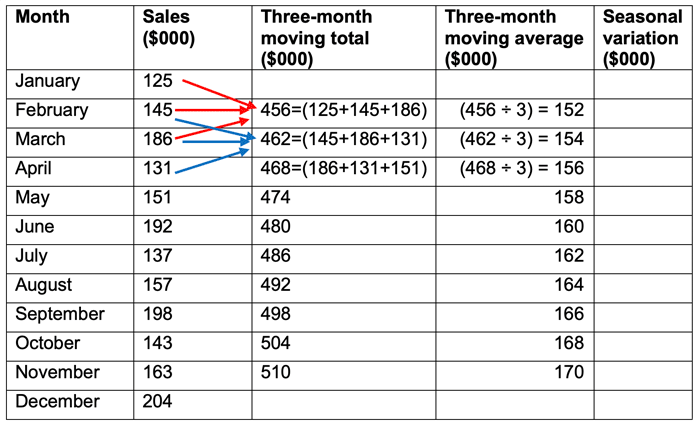 Month Sales ($000) Three-month moving total ($000) Three-month moving average ($000) Seasonal variation ($000)
January 125
February 145 456=(125+145+186) (456 ÷ 3) = 152
March 186 462=(145+186+131) (462 ÷ 3) = 154
April 131 468=(186+131+151) (468 ÷ 3) = 156
May 151 474 158
June 192 480 160
July 137 486 162
August 157 492 164
September 198 498 166
October 143 504 168
November 163 510 170
December 204